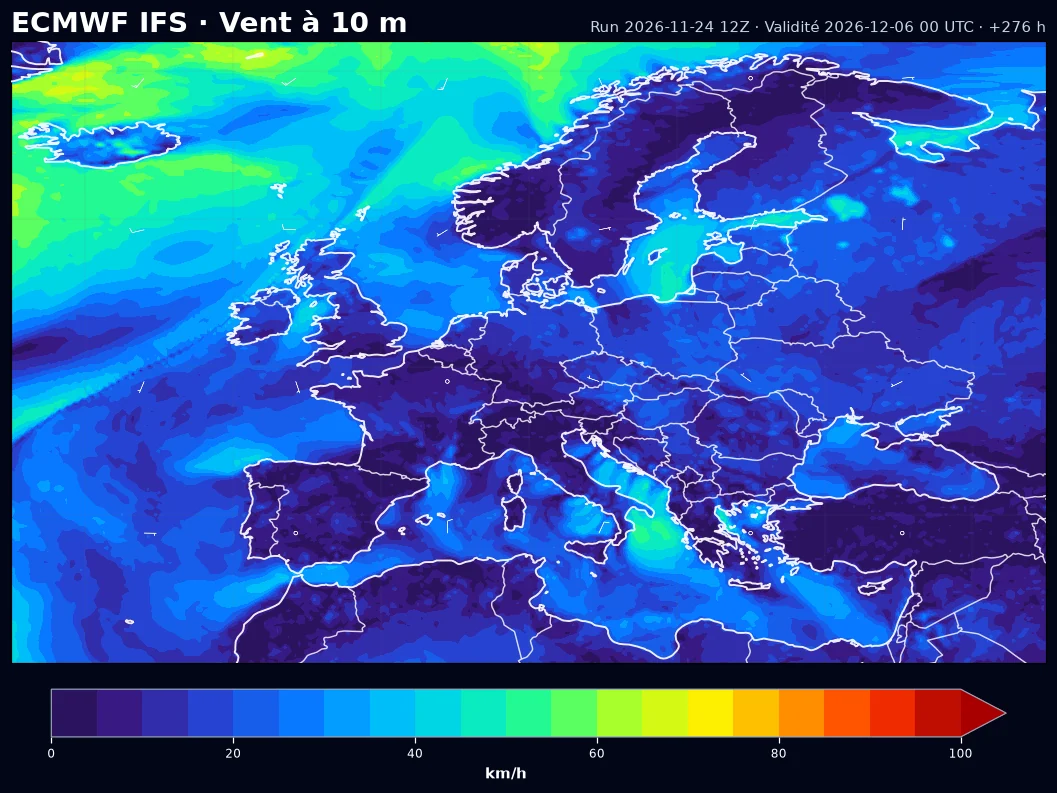 ECMWF IFS · Vent à 10 m
Run 2026-11-24 12Z · Validité 2026-12-06 00 UTC · +276 h
0 20 40 60 80 100
km/h